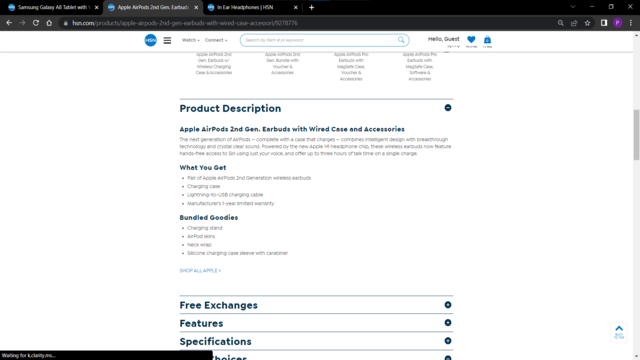 Samsung Galaxy A8 Tablet with V
Apple AirPods 2nd Gen. Earbuds
In Ear Headphones | HSN
hsn.com/products/apple-airpods-2nd-gen-earbuds-with-wired-case-accessori/9278776
HSN
Watch
Connect
Search by item # or keyword
Hello, Guest
Apple AirPods 2nd
Gen. Earbuds w/
Wireless Charging
Case & Accessories
Apple AirPods 2nd
Gen. Bundle with
Voucher &
Accessories
Apple AirPods Pro
Earbuds with
MagSafe Case,
Voucher &
Accessories
Apple AirPods Pro
Earbuds with
MagSafe Case,
Software &
Accessories
Product Description
Apple AirPods 2nd Gen. Earbuds with Wired Case and Accessories
The next generation of AirPods — complete with a case that charges — combines intelligent design with breakthrough
technology and crystal clear sound. Powered by the new Apple H1 headphone chip, these wireless earbuds now feature
hands-free access to Siri using just your voice, and offer up to three hours of talk time on a single charge.
What You Get
• Pair of Apple AirPods 2nd Generation wireless earbuds
• Charging case
• Lightning-to-USB charging cable
• Manufacturer's 1-year limited warranty
Bundled Goodies
• Charging stand
• AirPod skins
• Neck wrap
• Silicone charging case sleeve with carabiner
SHOP ALL APPLE >
Free Exchanges
Features
Specifications
BACK
TO TOP
Waiting for k.clarity.ms...